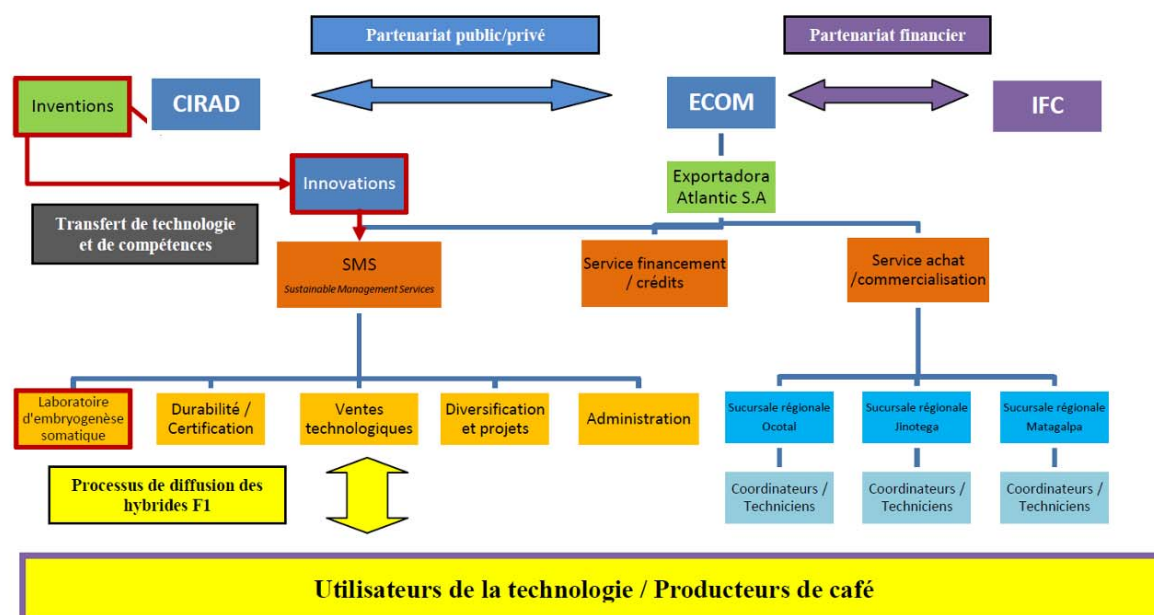 Partenariat public/privé
Partenariat financier
Inventions
CIRAD
ECOM
IFC
Innovations
Exportadora
Atlantic S.A
Transfert de technologie
et de compétences
SMS
Sustainable Management Services
Service financement
/ crédits
Service achat
/commercialisation
Laboratoire
d'embryogenèse
somatique
Durabilité /
Certification
Ventes
technologiques
Diversification
et projets
Administration
Sucursale régionale
Ocotal
Sucursale régionale
Jinotega
Sucursale régionale
Matagalpa
Processus de diffusion des
hybrides F1
Coordinateurs /
Techniciens
Coordinateurs /
Techniciens
Coordinateurs /
Techniciens
Utilisateurs de la technologie / Producteurs de café